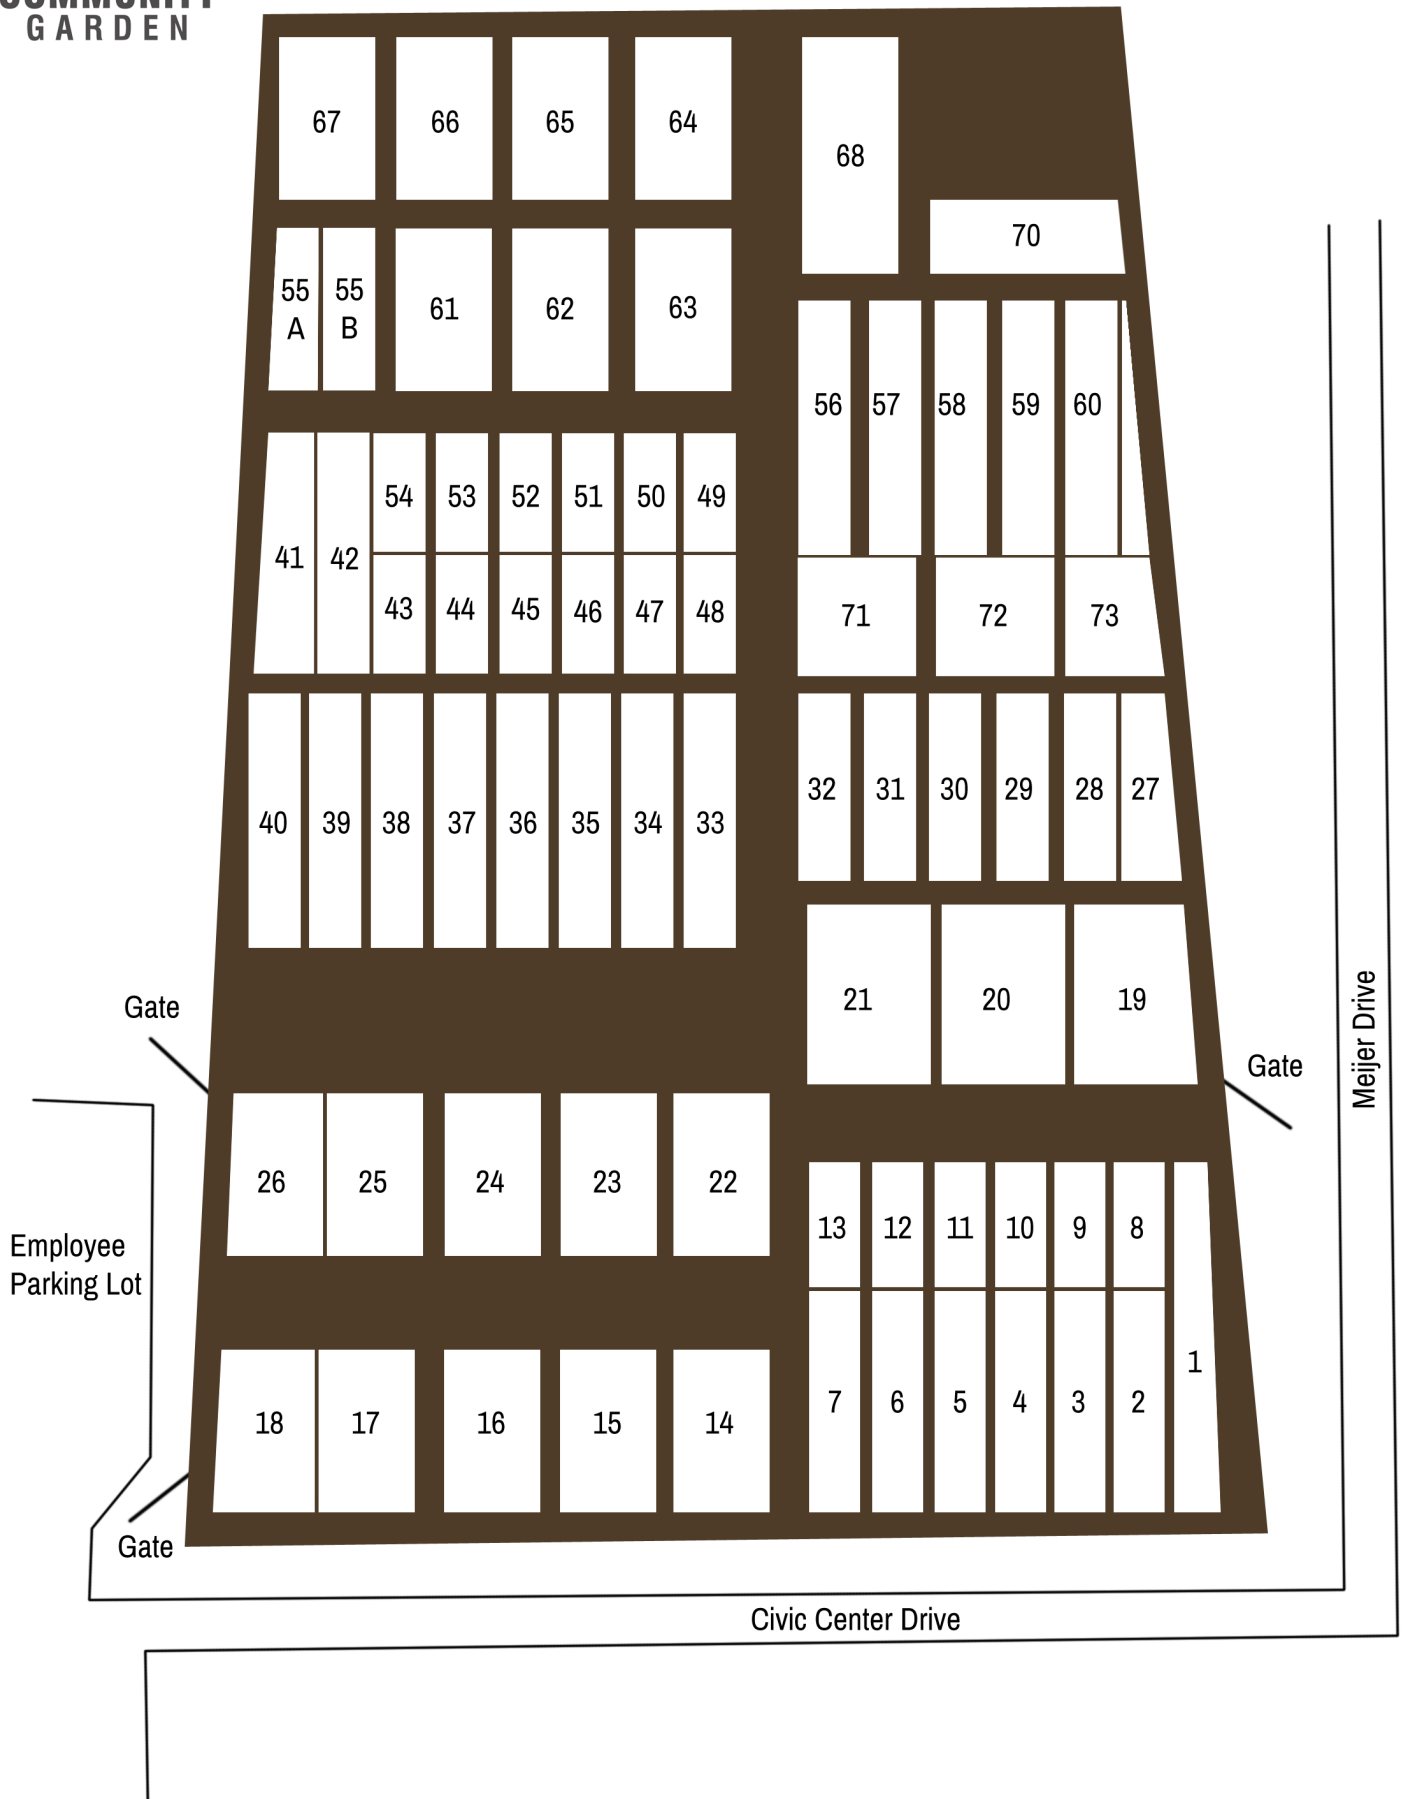 COMMUNITY
GARDEN
67 66 65 64
68
70
55 A
55 B
61 62 63
56 57 58 59 60
54 53 52 51 50 49
41 42
43 44 45 46 47 48
71 72 73
32 31 30 29 28 27
40 39 38 37 36 35 34 33
21 20 19
Gate
Gate
Meijer Drive
26 25 24 23 22
13 12 11 10 9 8
Employee
Parking Lot
1
7 6 5 4 3 2
18 17 16 15 14
Gate
Civic Center Drive